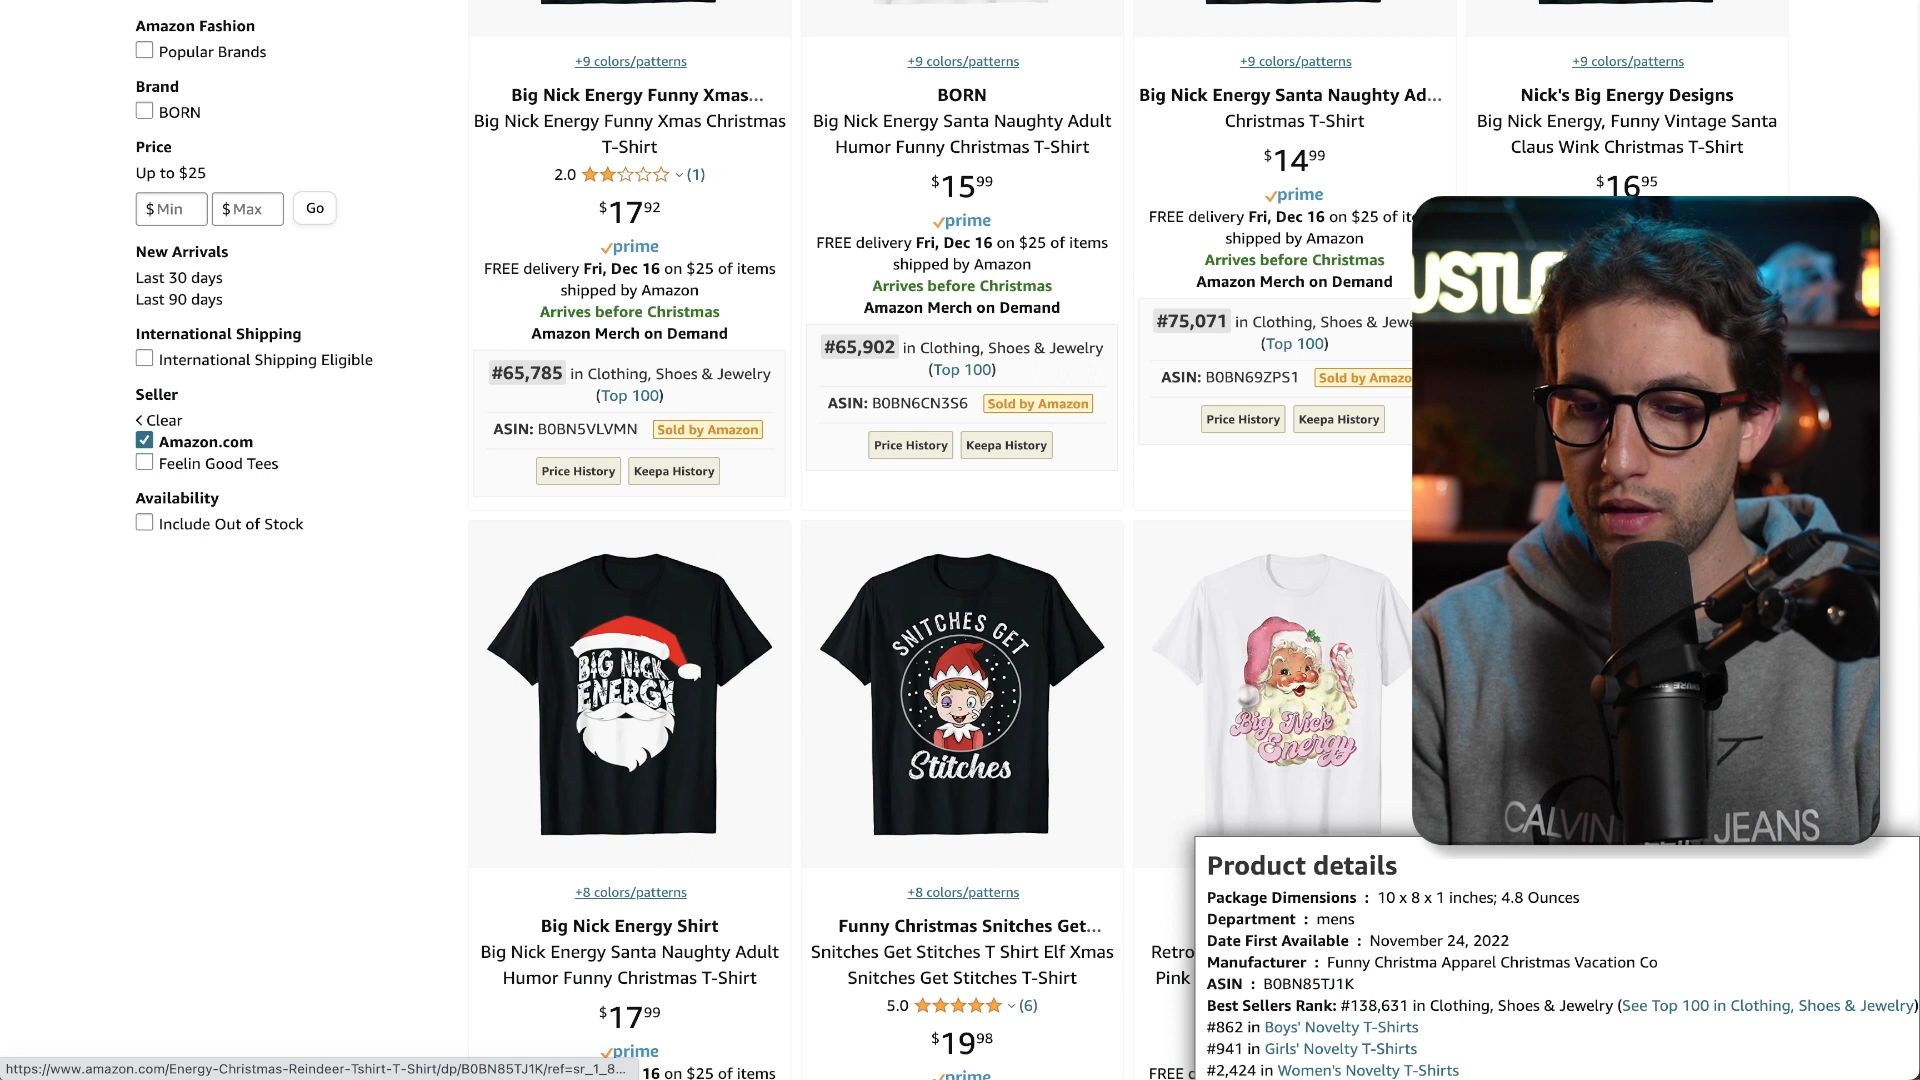 Amazon Fashion
Popular Brands
Brand
BORN
Price
Up to $25
$ Min
$ Max
Go
New Arrivals
Last 30 days
Last 90 days
International Shipping
International Shipping Eligible
Seller
Clear
Amazon.com
Feelin Good Tees
Availability
Include Out of Stock
+9 colors/patterns
Big Nick Energy Funny Xmas...
Big Nick Energy Funny Xmas Christmas
T-Shirt
2.0
(1)
$17 92
prime
FREE delivery Fri, Dec 16 on $25 of items
shipped by Amazon
Arrives before Christmas
Amazon Merch on Demand
#65,785 in Clothing, Shoes & Jewelry
(Top 100)
ASIN: B0BN5VLVMN Sold by Amazon
Price History
Keepa History
+9 colors/patterns
BORN
Big Nick Energy Santa Naughty Adult
Humor Funny Christmas T-Shirt
$15 99
prime
FREE delivery Fri, Dec 16 on $25 of items
shipped by Amazon
Arrives before Christmas
Amazon Merch on Demand
#65,902 in Clothing, Shoes & Jewelry
(Top 100)
ASIN: B0BN6CN3S6 Sold by Amazon
Price History
Keepa History
+9 colors/patterns
Big Nick Energy Santa Naughty Ad...
Christmas T-Shirt
$14 99
prime
FREE delivery Fri, Dec 16 on $25 of
shipped by Amazon
Arrives before Christmas
Amazon Merch on Demand
#75,071 in Clothing, Shoes &
(Top 100)
ASIN: B0BN69ZPS1 Sold by
Price History
Keepa History
+9 colors/patterns
Nick's Big Energy Designs
Big Nick Energy, Funny Vintage Santa
Claus Wink Christmas T-Shirt
$16 95
BIG NICK
ENERGY
+8 colors/patterns
Big Nick Energy Shirt
Big Nick Energy Santa Naughty Adult
Humor Funny Christmas T-Shirt
$17 99
prime
16 on $25 of items
SNITCHES GET
Stitches
+8 colors/patterns
Funny Christmas Snitches Get...
Snitches Get Stitches T Shirt Elf Xmas
Snitches Get Stitches T-Shirt
5.0
(6)
$19 98
prime
Big Nick
Energy
Retro
Pink
FREE
CALVIN JEANS
Product details
Package Dimensions : 10 x 8 x 1 inches; 4.8 Ounces
Department : mens
Date First Available : November 24, 2022
Manufacturer : Funny Christma Apparel Christmas Vacation Co
ASIN : B0BN85TJ1K
Best Sellers Rank: #138,631 in Clothing, Shoes & Jewelry (See Top 100 in Clothing, Shoes & Jewelry)
#862 in Boys' Novelty T-Shirts
#941 in Girls' Novelty T-Shirts
#2,424 in Women's Novelty T-Shirts
https://www.amazon.com/Energy-Christmas-Reindeer-Tshirt-T-Shirt/dp/B0BN85TJ1K/ref=sr_1_8...